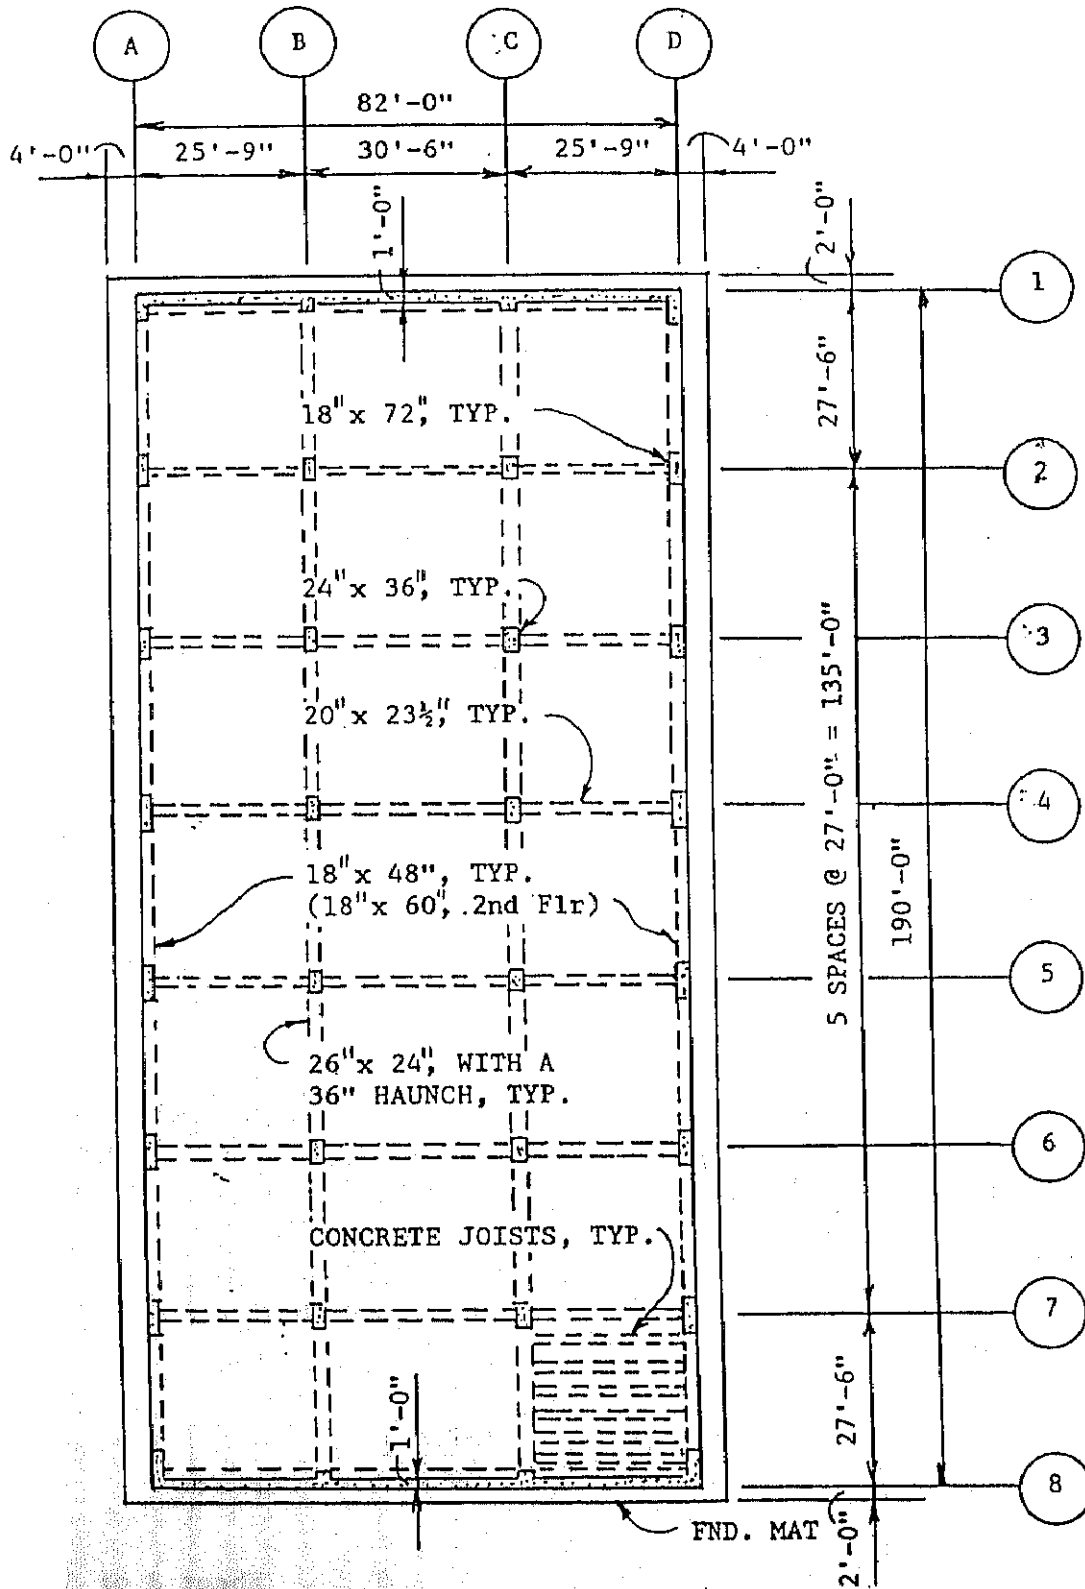 A B C D
82'-0"
4'-0" 25'-9" 30'-6" 25'-9" 4'-0"
1'-0"
2'-0"
1
27'-6"
18"x 72", TYP.
2
24"x 36", TYP.
3
20"x 23½", TYP.
5 SPACES @ 27'-0" = 135'-0"
190'-0"
4
18"x 48", TYP.
(18"x 60", 2nd Flr)
5
26"x 24", WITH A
36" HAUNCH, TYP.
6
CONCRETE JOISTS, TYP.
7
27'-6"
1'-0"
8
FND. MAT
2'-0"